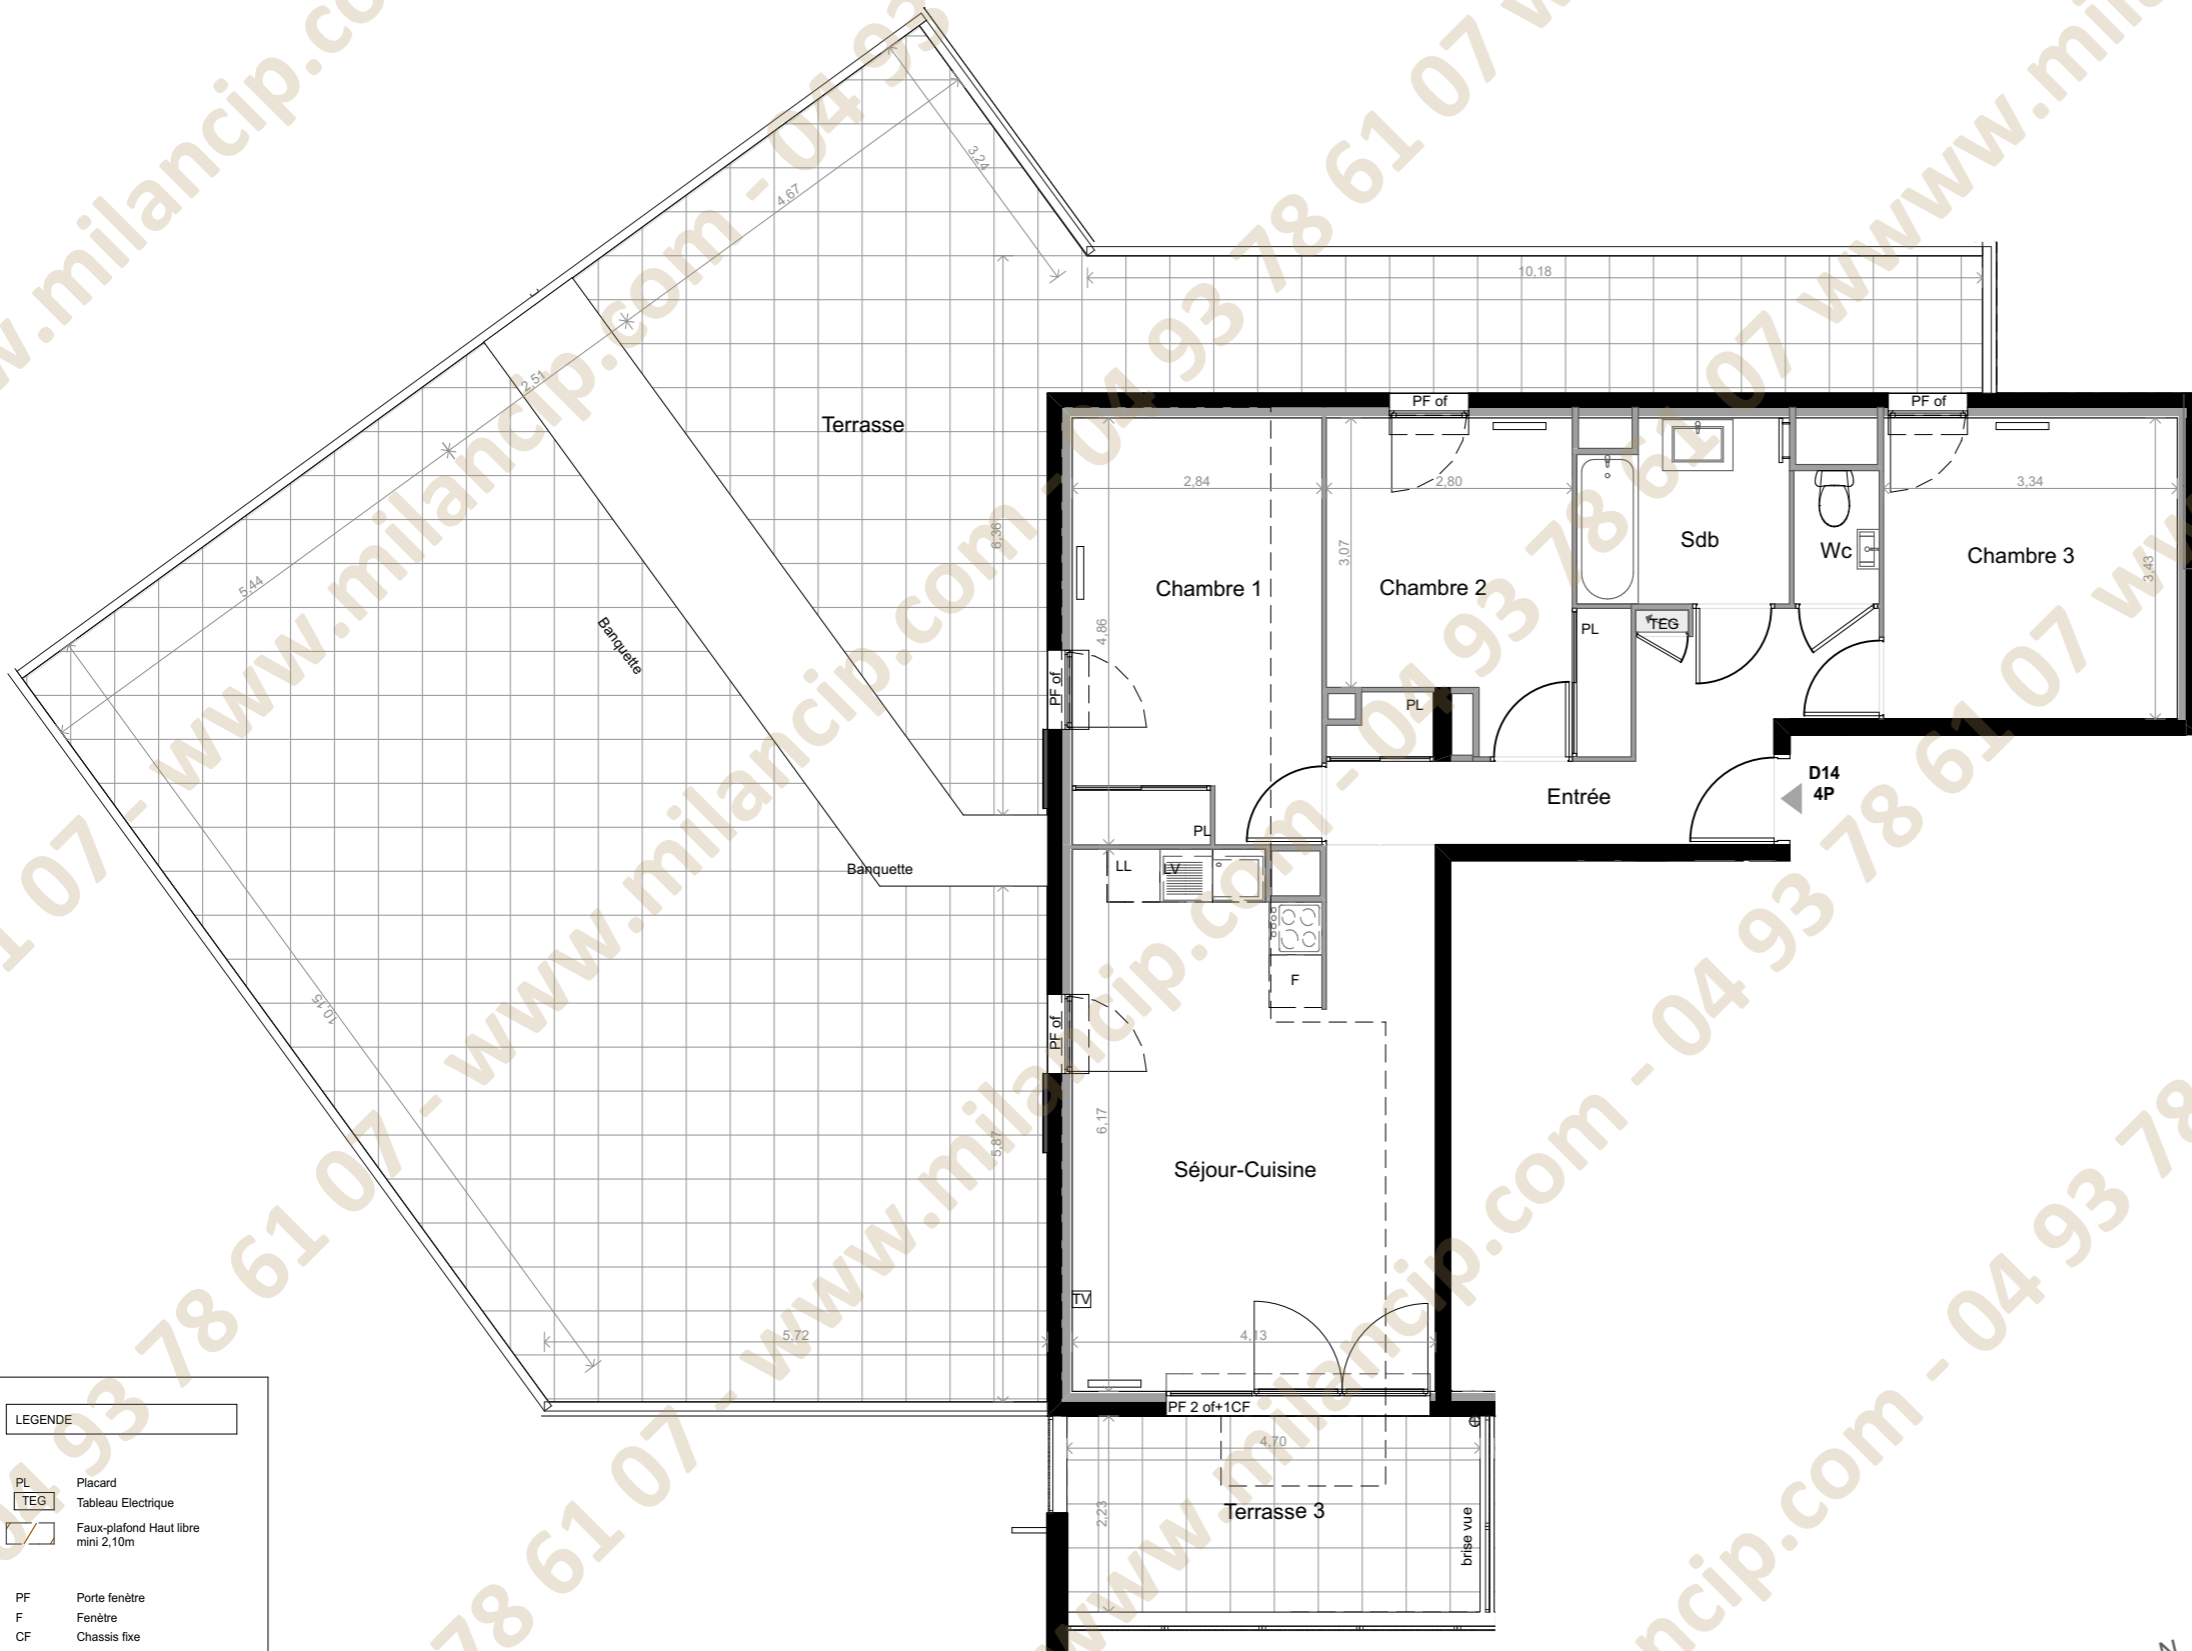 www.milancip.com - 04 93 78 61 07
3,24
4,67
10,18
2,51
Terrasse
PF of
PF of
2,84
2,80
3,34
5,44
6,36
3,07
Sdb
Wc
Chambre 3
3,43
Chambre 1
Chambre 2
Banquette
4,86
PL
TEG
PF of
PL
D14
4P
Entrée
PL
Banquette
LL
LV
F
10,15
PF of
6,17
5,87
Séjour-Cuisine
TV
5,72
4,13
PF 2 of+1CF
4,70
2,23
Terrasse 3
brise vue
LEGENDE
PL Placard
TEG Tableau Electrique
Faux-plafond Haut libre
mini 2,10m
PF Porte fenètre
F Fenètre
CF Chassis fixe
N